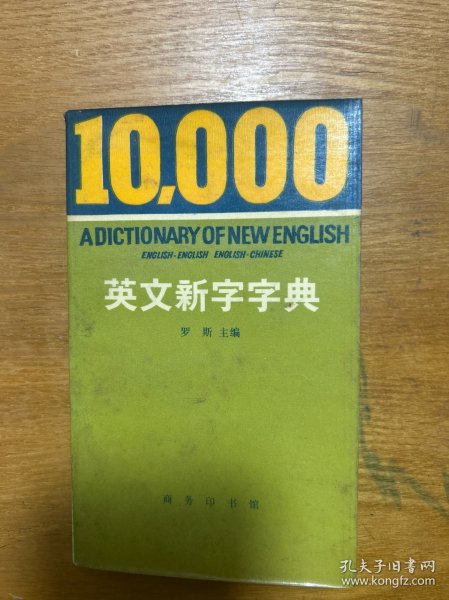 10,000
A DICTIONARY OF NEW ENGLISH
ENGLISH-ENGLISH ENGLISH-CHINESE
英文新字字典
罗 斯 主编
商务印书馆
孔夫子旧书网
www.kongfz.com